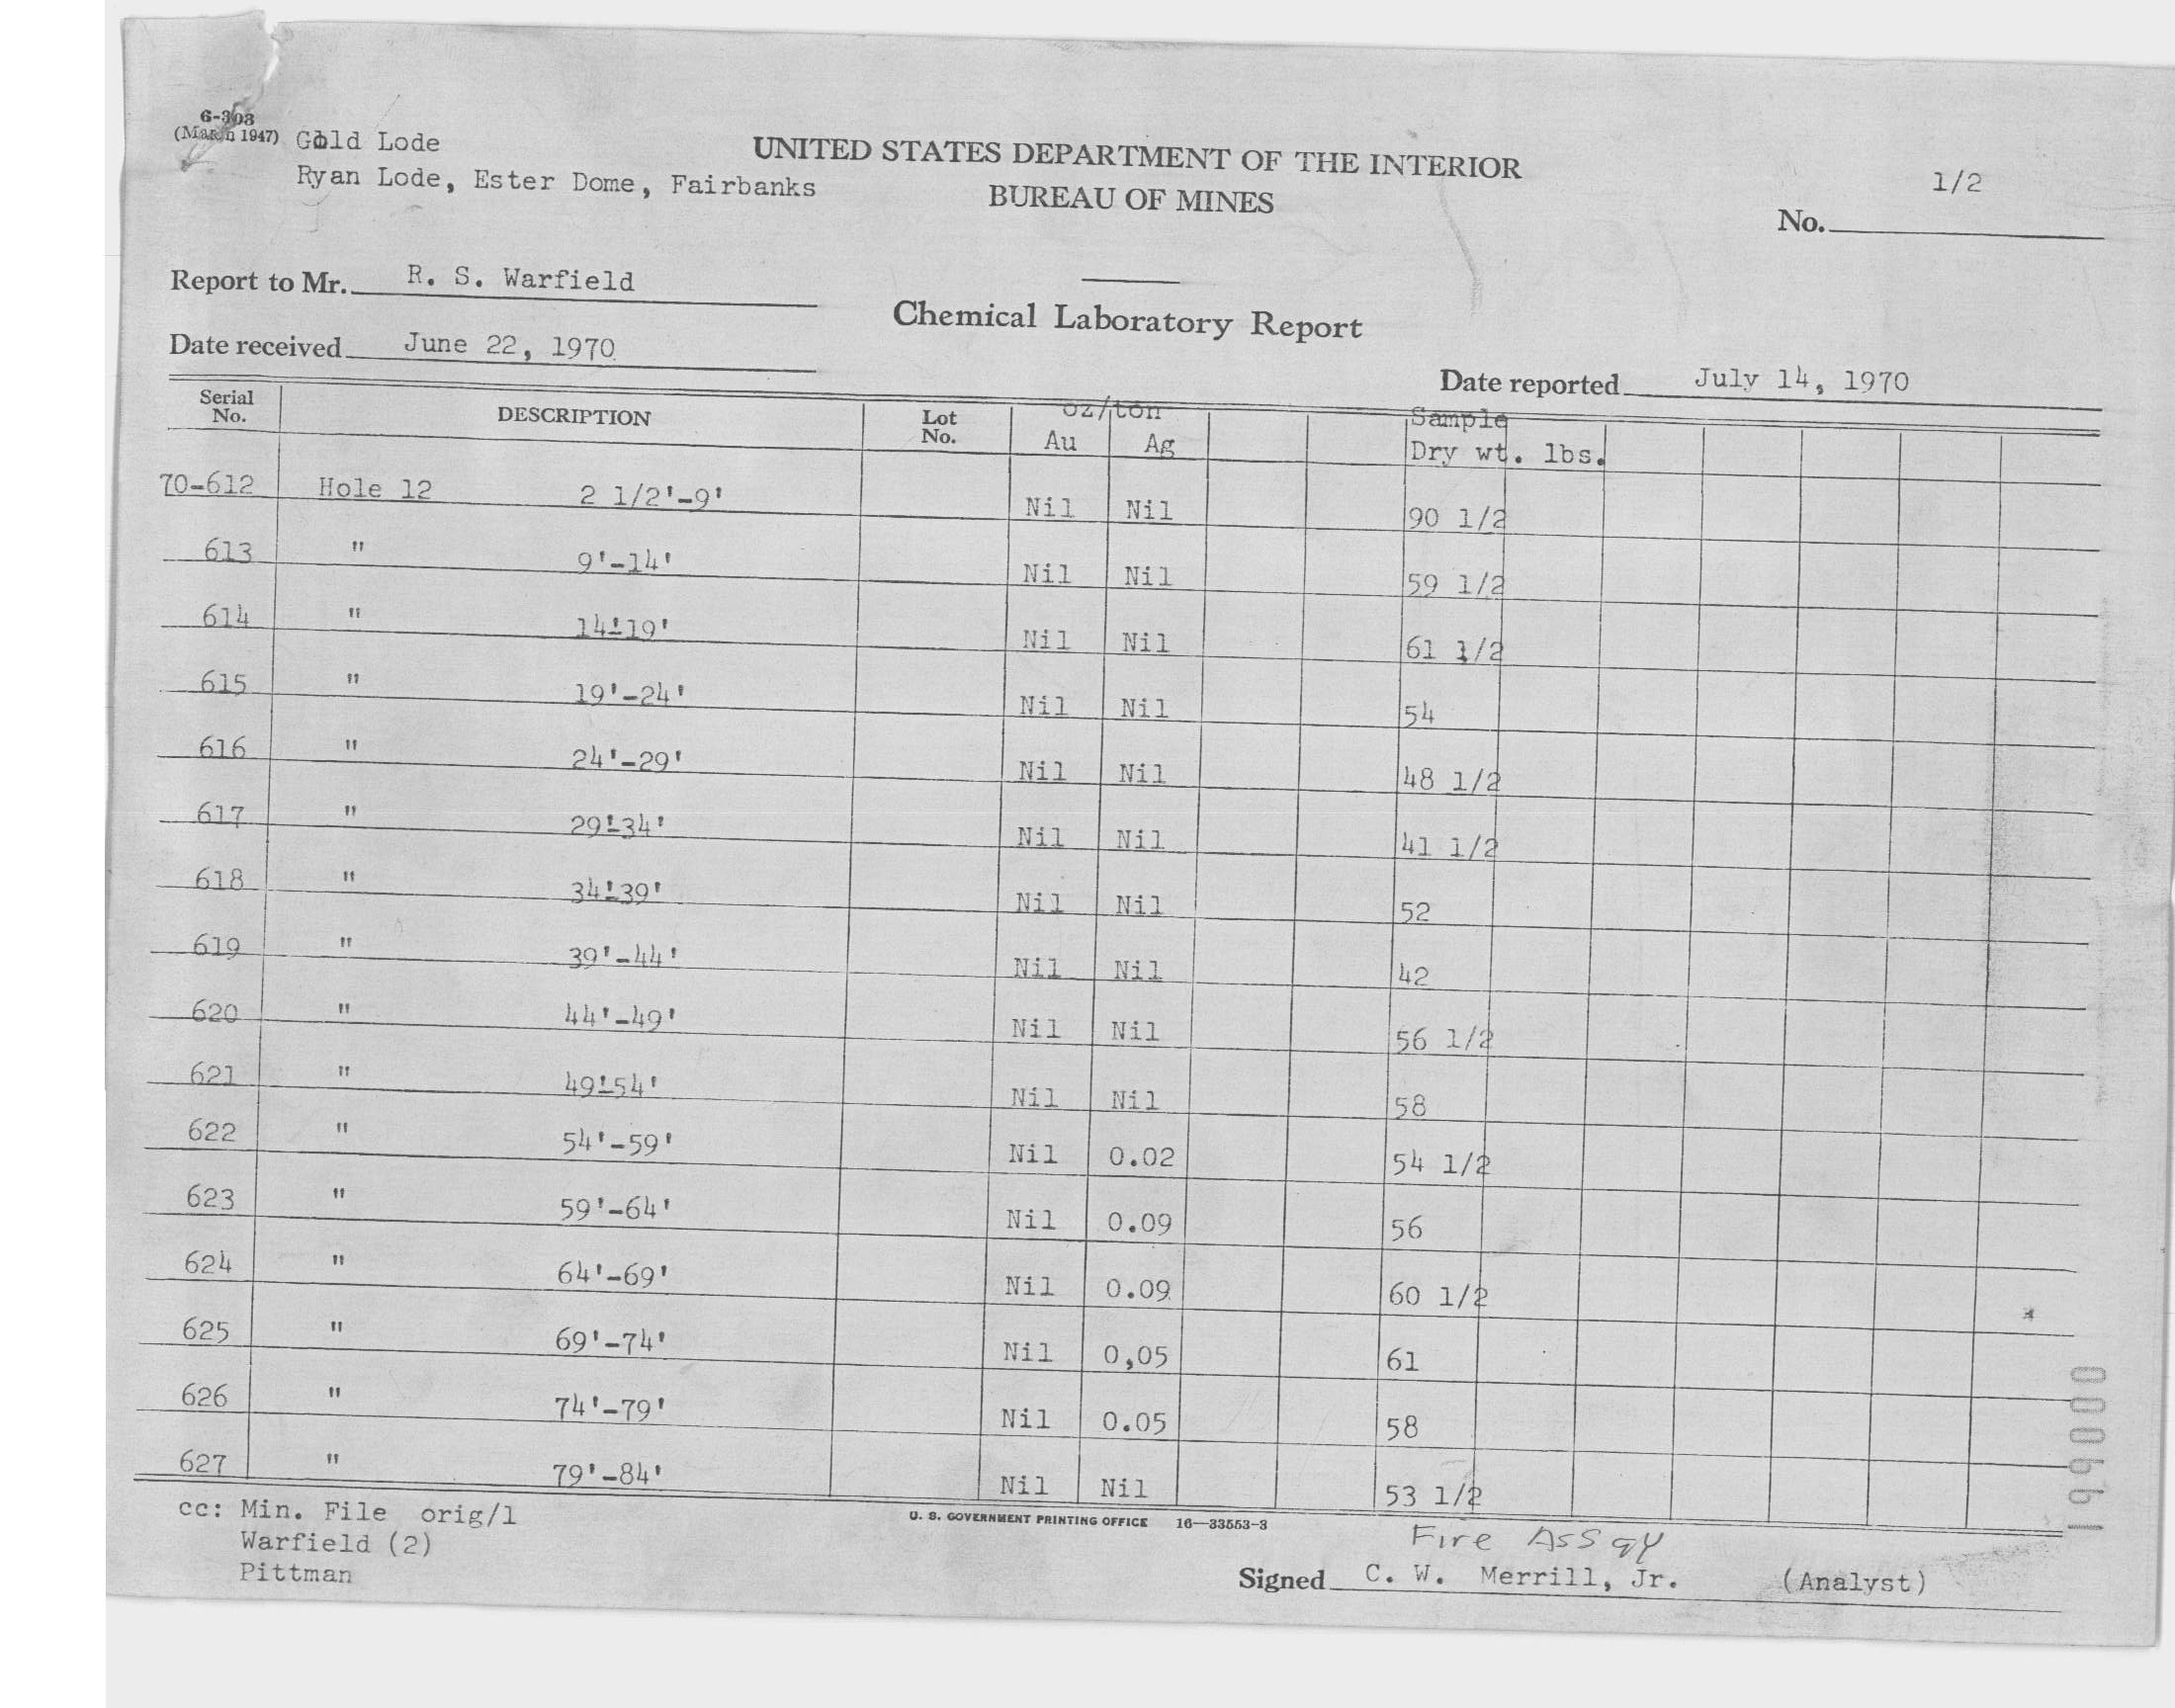 6-303
(March 1947)
Gold Lode
Ryan Lode, Ester Dome, Fairbanks
UNITED STATES DEPARTMENT OF THE INTERIOR
BUREAU OF MINES
1/2
No.
Report to Mr. R. S. Warfield
Chemical Laboratory Report
Date received June 22, 1970
Date reported July 14, 1970
Serial No. DESCRIPTION Lot No. oz/ton Au Ag Sample Dry wt. lbs.
70-612 Hole 12 2 1/2'-9' Nil Nil 90 1/2
613 " 9'-14' Nil Nil 59 1/2
614 " 14'-19' Nil Nil 61 1/2
615 " 19'-24' Nil Nil 54
616 " 24'-29' Nil Nil 48 1/2
617 " 29'-34' Nil Nil 41 1/2
618 " 34'-39' Nil Nil 52
619 " 39'-44' Nil Nil 42
620 " 44'-49' Nil Nil 56 1/2
621 " 49'-54' Nil Nil 58
622 " 54'-59' Nil 0.02 54 1/2
623 " 59'-64' Nil 0.09 56
624 " 64'-69' Nil 0.09 60 1/2
625 " 69'-74' Nil 0,05 61
626 " 74'-79' Nil 0.05 58
627 " 79'-84' Nil Nil 53 1/2
cc: Min. File orig/1
Warfield (2)
Pittman
U. S. GOVERNMENT PRINTING OFFICE 16—33553-3
Fire Assay
Signed C. W. Merrill, Jr. (Analyst)